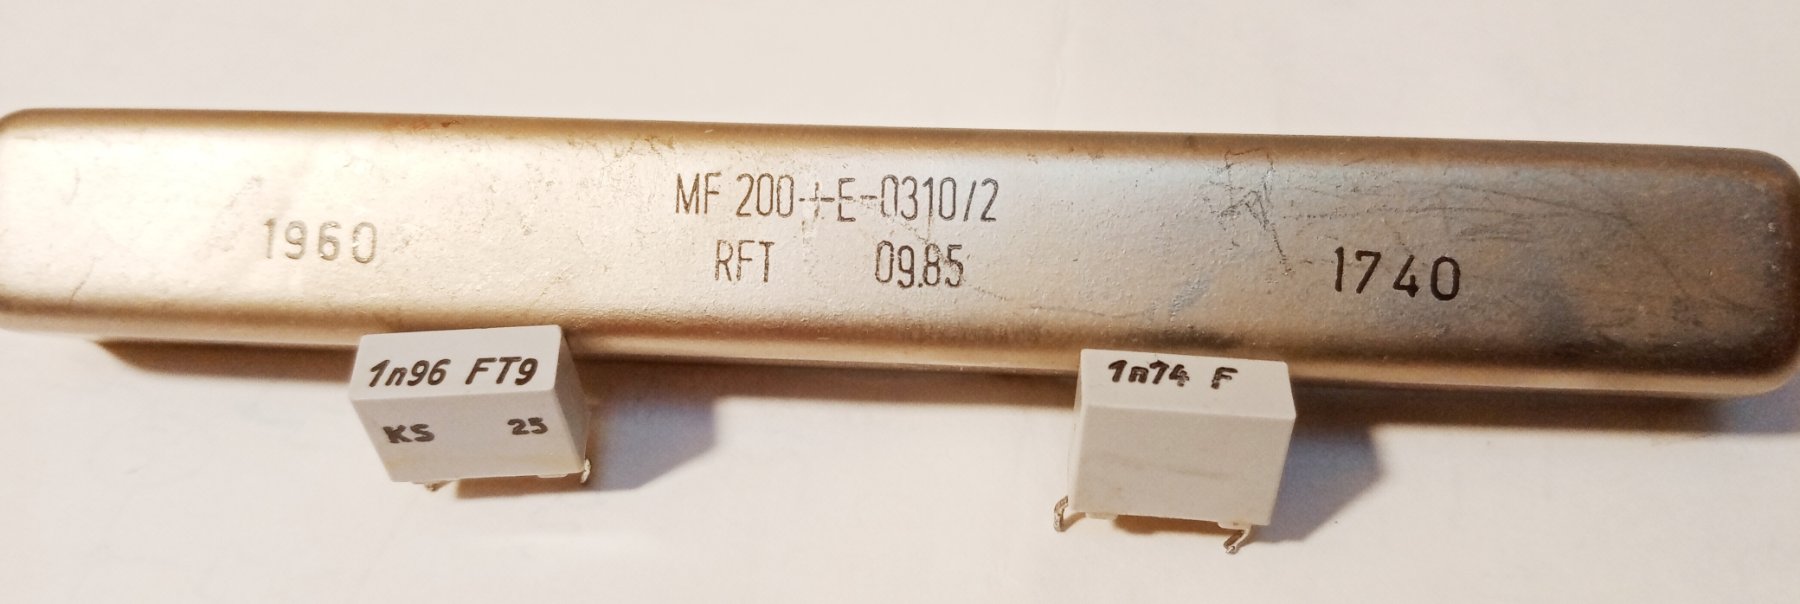 MF 200-+-E-0310/2
1960
RFT 09.85
1740
1n96 FT9
KS 25
1n74 F